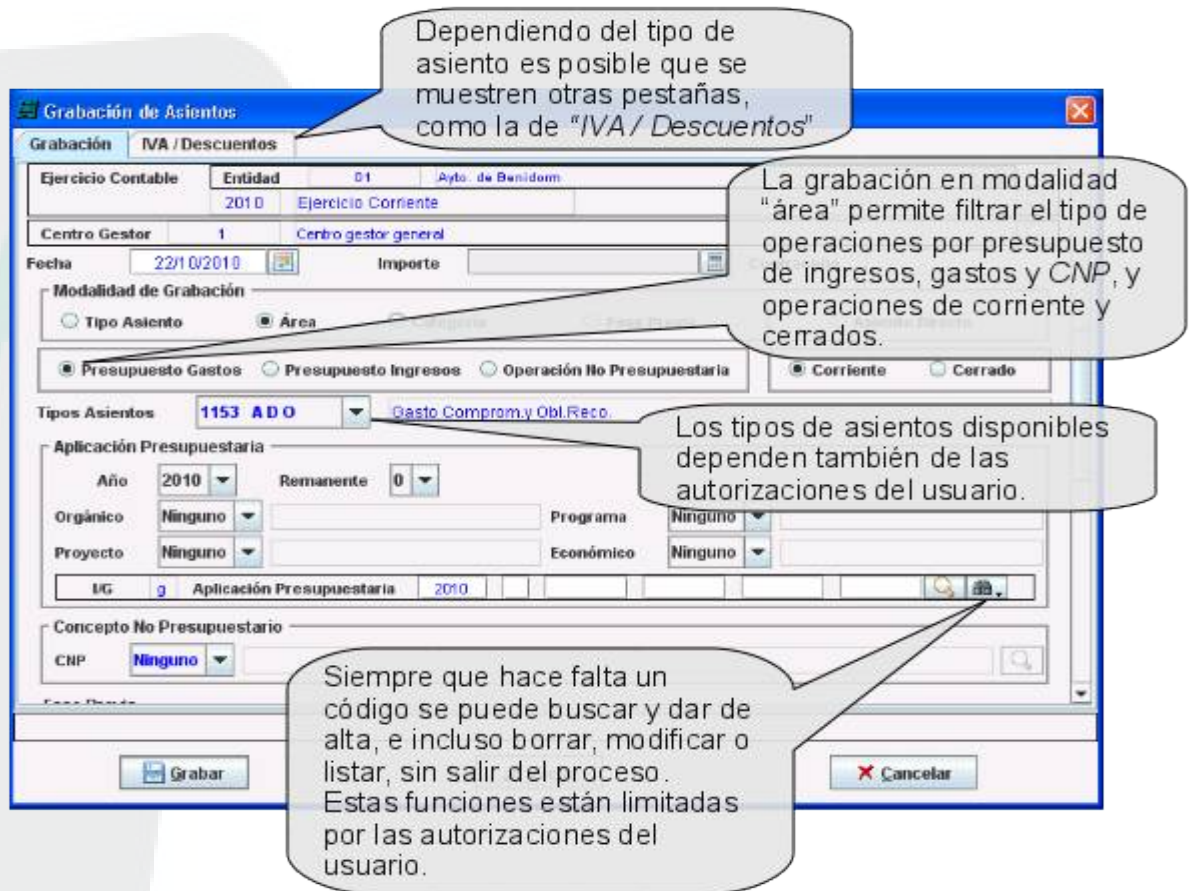 Dependiendo del tipo de
asiento es posible que se
muestren otras pestañas,
como la de “IVA / Descuentos”
Grabación de Asientos
Grabación IVA / Descuentos
Ejercicio Contable Entidad 01 Ayto. de Benidorm
2010 Ejercicio Corriente
Centro Gestor 1 Centro gestor general
Fecha 22/10/2010 Importe
La grabación en modalidad
“área” permite filtrar el tipo de
operaciones por presupuesto
de ingresos, gastos y CNP, y
operaciones de corriente y
cerrados.
Modalidad de Grabación
Tipo Asiento Área Categoría
Presupuesto Gastos Presupuesto Ingresos Operación No Presupuestaria Corriente Cerrado
Tipos Asientos 1153 A D O Gasto Comprom.y Obl.Reco.
Los tipos de asientos disponibles
dependen también de las
autorizaciones del usuario.
Aplicación Presupuestaria
Año 2010 Remanente 0
Orgánico Ninguno Programa Ninguno
Proyecto Ninguno Económico Ninguno
I/G g Aplicación Presupuestaria 2010
Concepto No Presupuestario
CNP Ninguno
Siempre que hace falta un
código se puede buscar y dar de
alta, e incluso borrar, modificar o
listar, sin salir del proceso.
Estas funciones están limitadas
por las autorizaciones del
usuario.
Grabar Cancelar